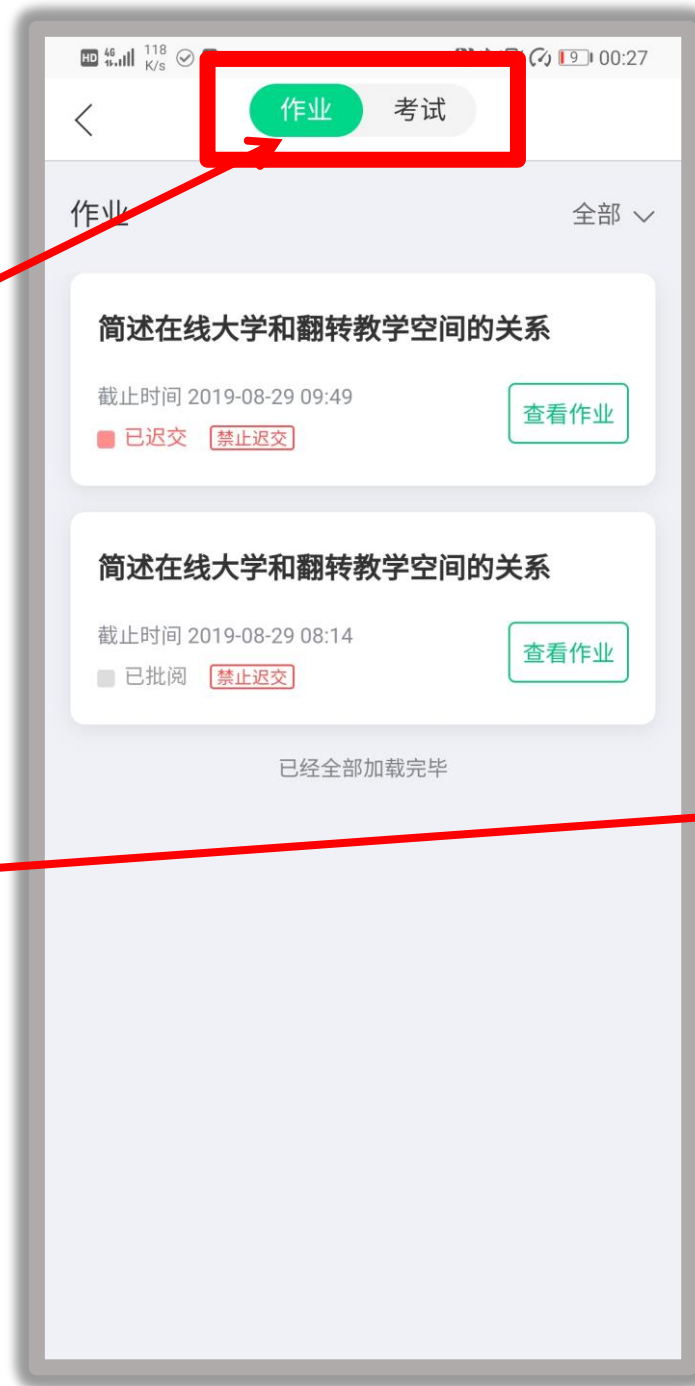 HD 4G 118 K/s 9 00:27
作业 考试
作业 全部
简述在线大学和翻转教学空间的关系
截止时间 2019-08-29 09:49
查看作业
已迟交 禁止迟交
简述在线大学和翻转教学空间的关系
截止时间 2019-08-29 08:14
查看作业
已批阅 禁止迟交
已经全部加载完毕